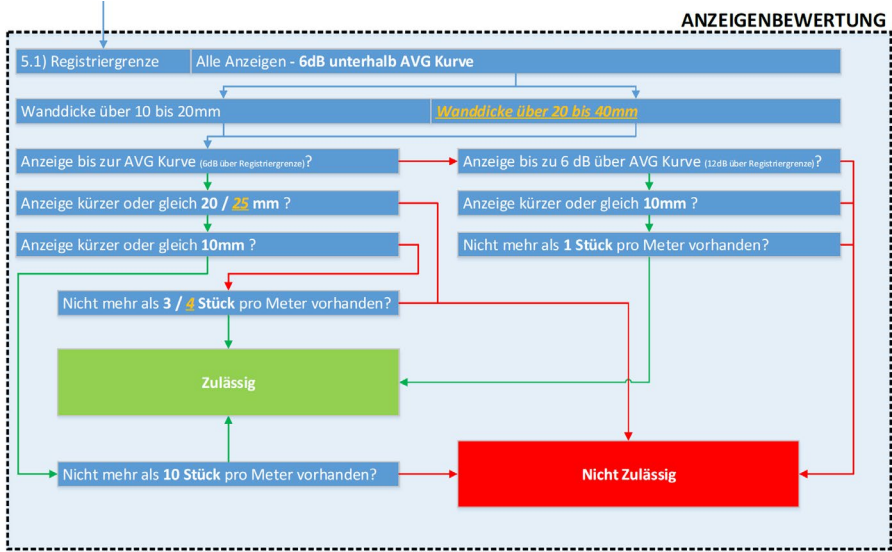 ANZEIGENBEWERTUNG
5.1) Registriergrenze Alle Anzeigen - 6dB unterhalb AVG Kurve
Wanddicke über 10 bis 20mm Wanddicke über 20 bis 40mm
Anzeige bis zur AVG Kurve (6dB über Registriergrenze)? Anzeige bis zu 6 dB über AVG Kurve (12dB über Registriergrenze)?
Anzeige kürzer oder gleich 20 / 25 mm ? Anzeige kürzer oder gleich 10mm ?
Anzeige kürzer oder gleich 10mm ? Nicht mehr als 1 Stück pro Meter vorhanden?
Nicht mehr als 3 / 4 Stück pro Meter vorhanden?
Zulässig
Nicht mehr als 10 Stück pro Meter vorhanden? Nicht Zulässig